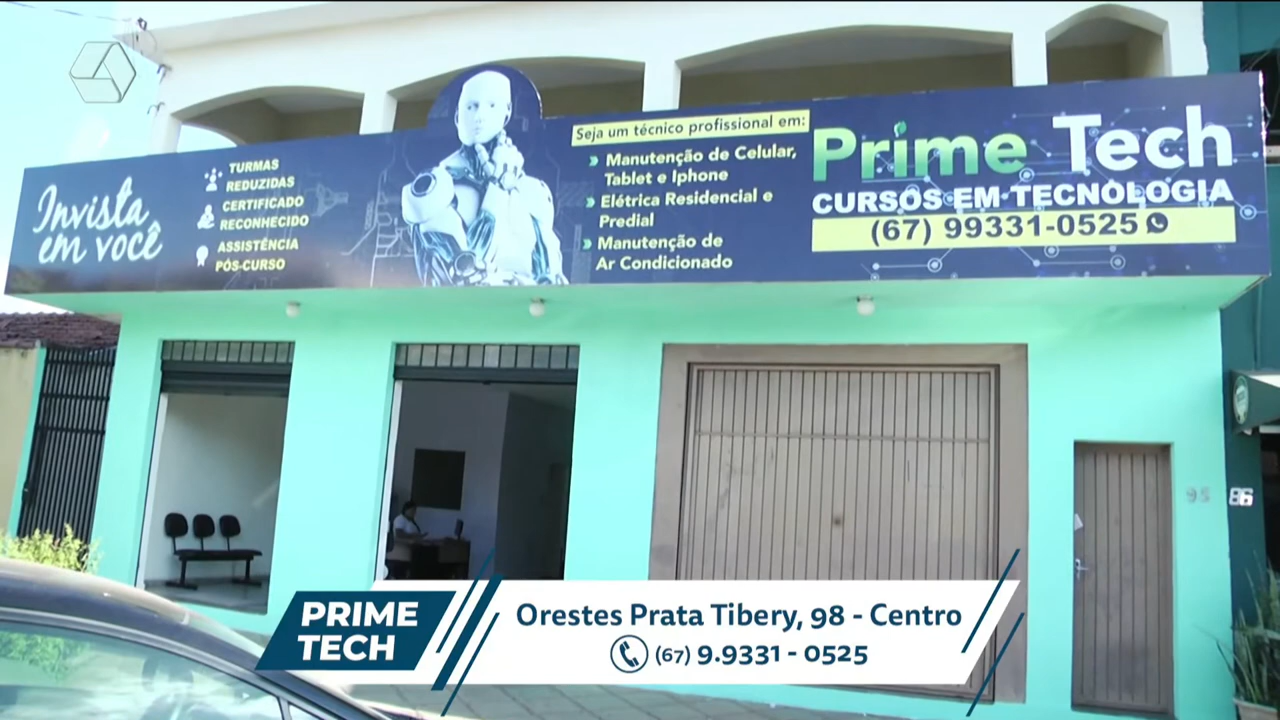 Invista
em você
TURMAS
REDUZIDAS
CERTIFICADO
RECONHECIDO
ASSISTÊNCIA
PÓS-CURSO
Seja um técnico profissional em:
» Manutenção de Celular,
Tablet e Iphone
» Elétrica Residencial e
Predial
» Manutenção de
Ar Condicionado
Prime Tech
CURSOS EM TECNOLOGIA
(67) 99331-0525
86
PRIME
TECH
Orestes Prata Tibery, 98 - Centro
(67) 9.9331 - 0525